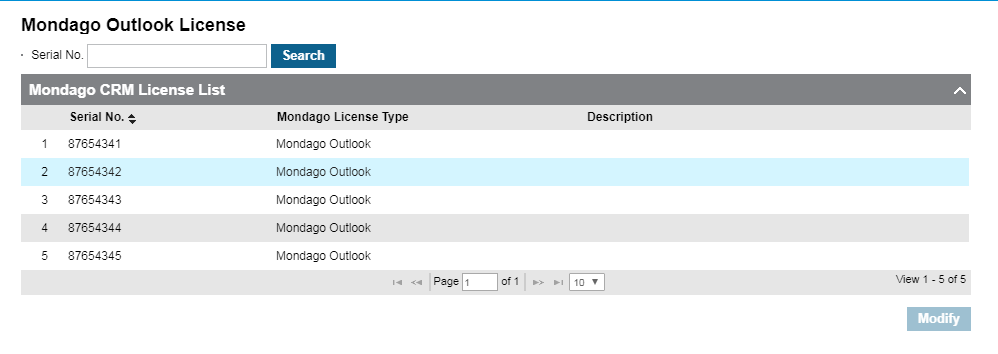 Mondago Outlook License
· Serial No. Search
Mondago CRM License List
Serial No. Mondago License Type Description
1 87654341 Mondago Outlook
2 87654342 Mondago Outlook
3 87654343 Mondago Outlook
4 87654344 Mondago Outlook
5 87654345 Mondago Outlook
Page 1 of 1 10 View 1 - 5 of 5
Modify